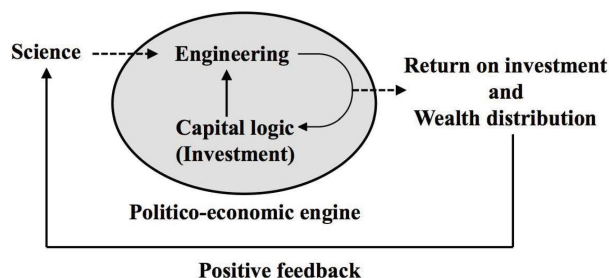 Science
Engineering
Return on investment
and
Wealth distribution
Capital logic
(Investment)
Politico-economic engine
Positive feedback